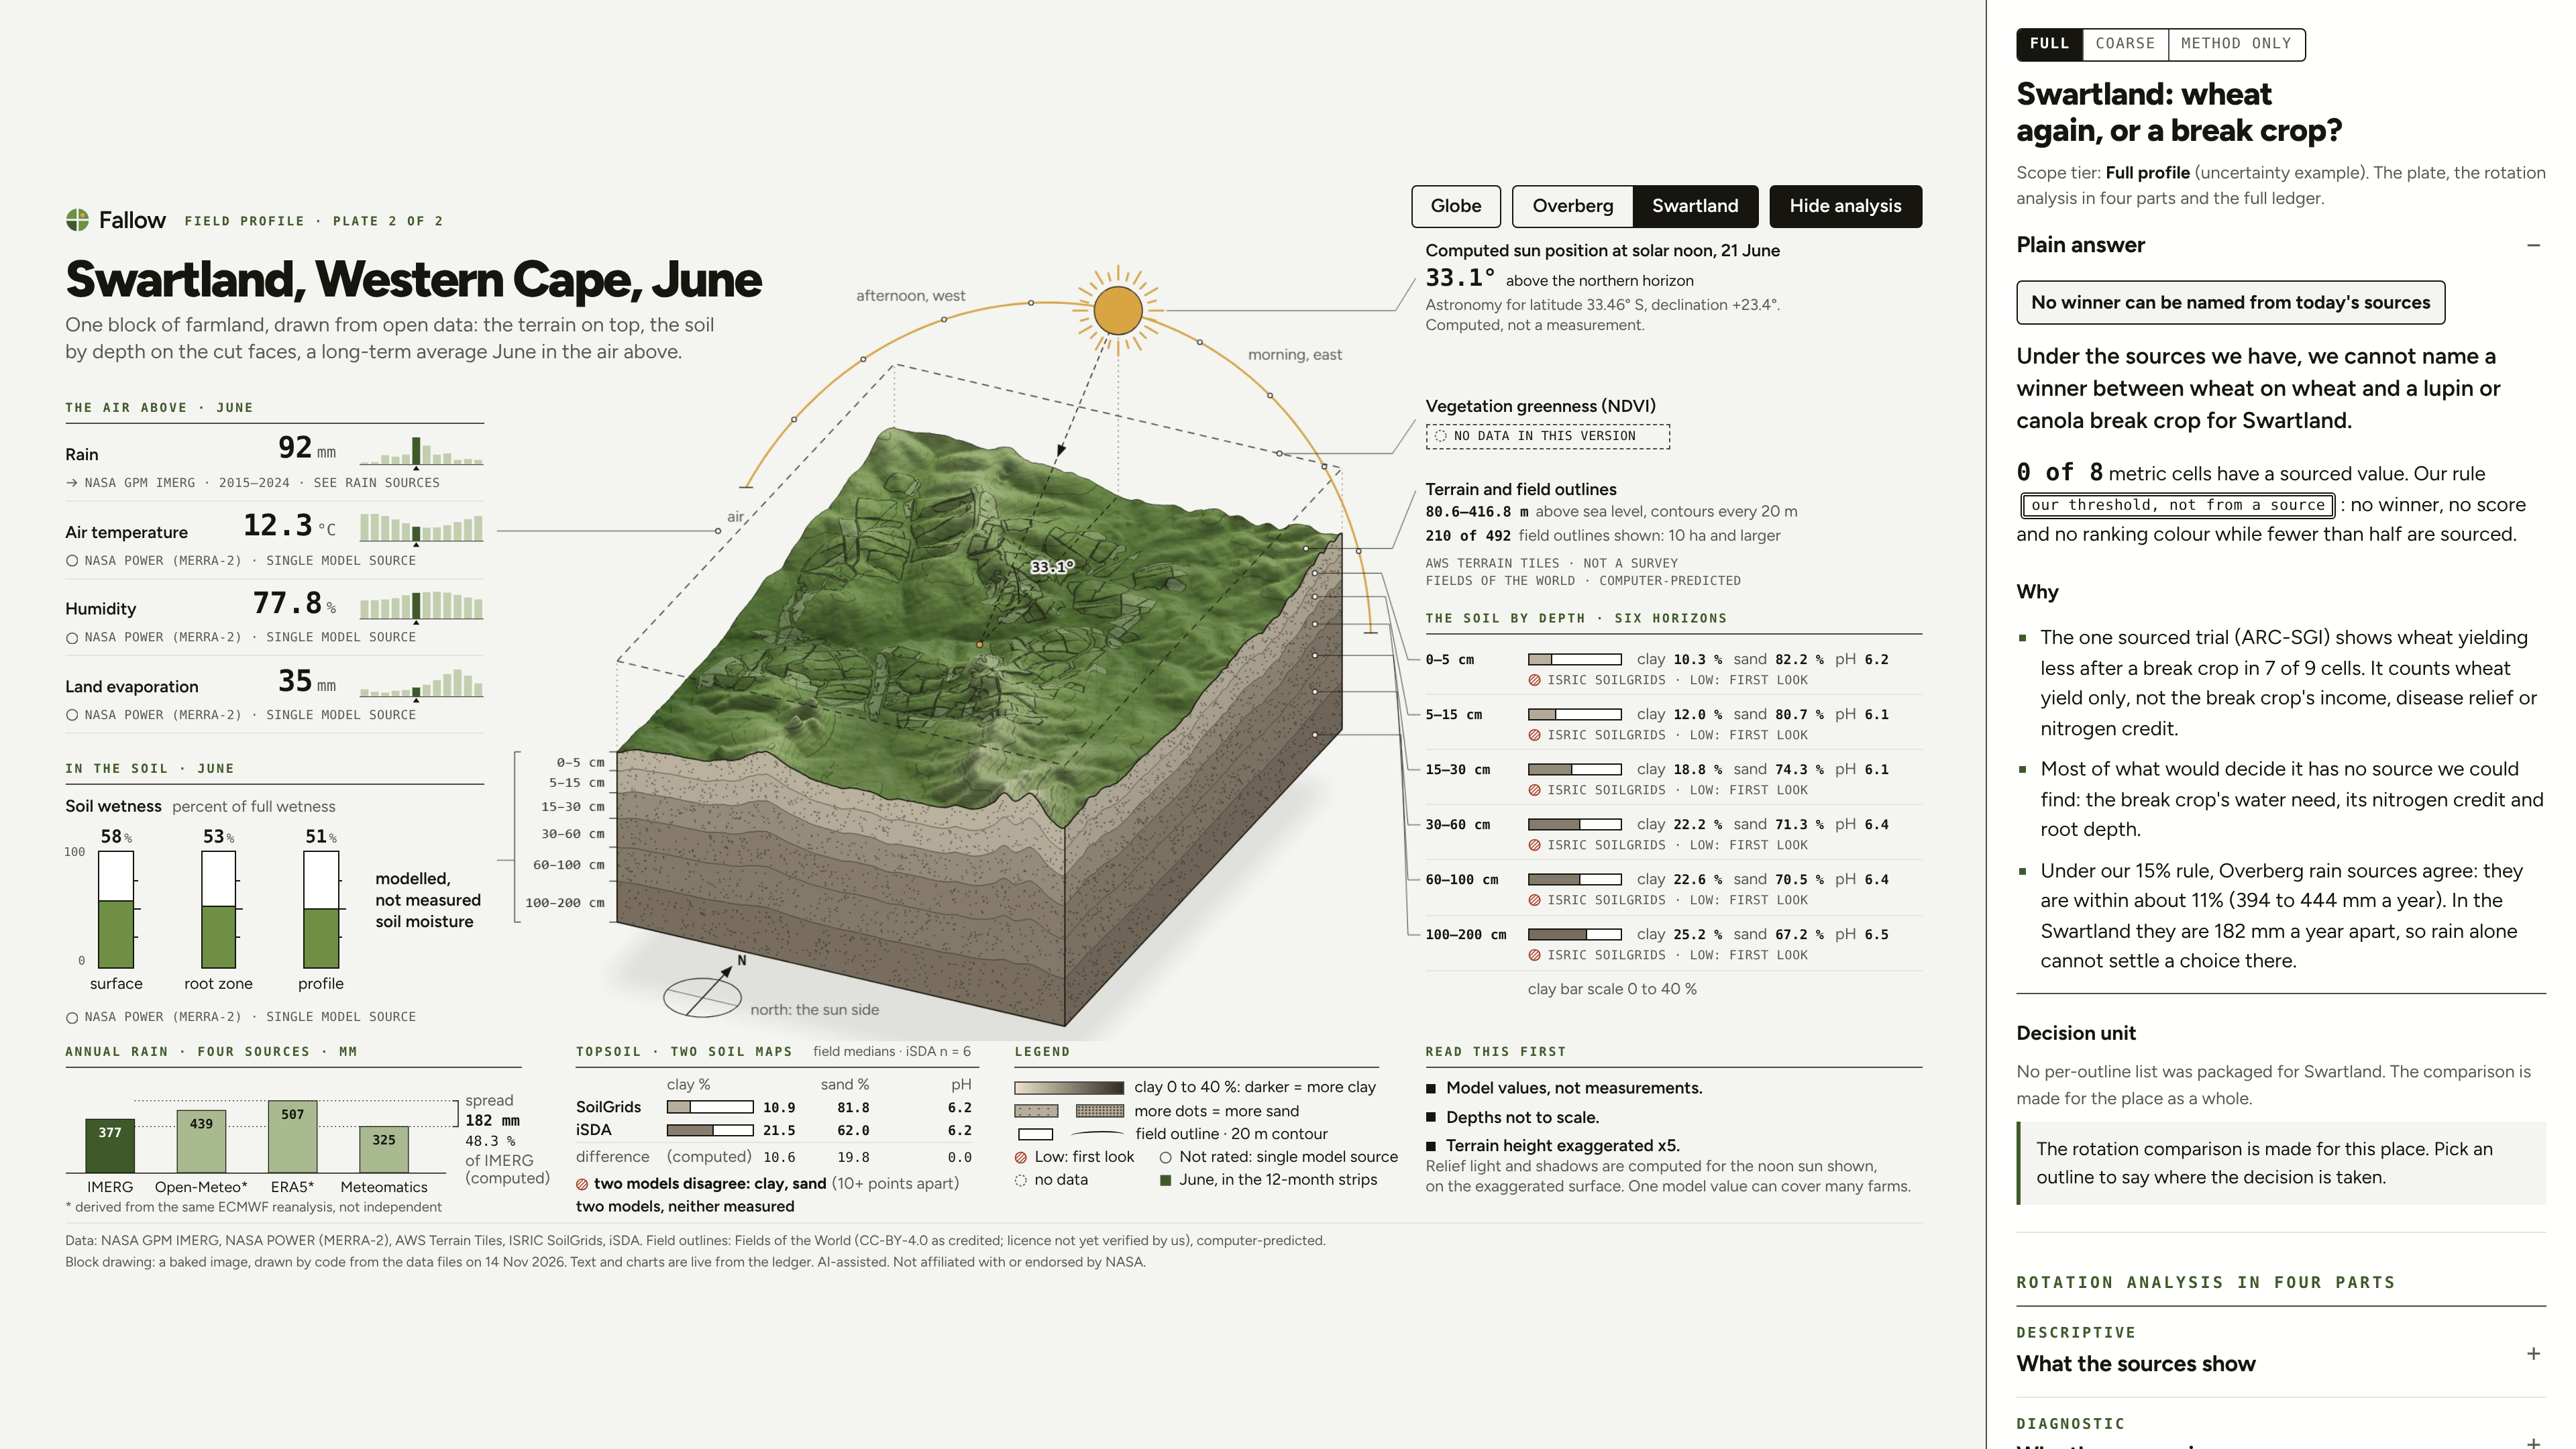 Fallow FIELD PROFILE · PLATE 2 OF 2
Globe Overberg Swartland Hide analysis
Swartland, Western Cape, June
One block of farmland, drawn from open data: the terrain on top, the soil
by depth on the cut faces, a long-term average June in the air above.
THE AIR ABOVE · JUNE
Rain 92 mm
→ NASA GPM IMERG · 2015–2024 · SEE RAIN SOURCES
Air temperature 12.3 °C
NASA POWER (MERRA-2) · SINGLE MODEL SOURCE
Humidity 77.8 %
NASA POWER (MERRA-2) · SINGLE MODEL SOURCE
Land evaporation 35 mm
NASA POWER (MERRA-2) · SINGLE MODEL SOURCE
IN THE SOIL · JUNE
Soil wetness percent of full wetness
58 % 53 % 51 %
100
0
surface root zone profile
modelled,
not measured
soil moisture
NASA POWER (MERRA-2) · SINGLE MODEL SOURCE
afternoon, west
morning, east
air
33.1°
0–5 cm
5–15 cm
15–30 cm
30–60 cm
60–100 cm
100–200 cm
N
north: the sun side
Computed sun position at solar noon, 21 June
33.1° above the northern horizon
Astronomy for latitude 33.46° S, declination +23.4°.
Computed, not a measurement.
Vegetation greenness (NDVI)
NO DATA IN THIS VERSION
Terrain and field outlines
80.6–416.8 m above sea level, contours every 20 m
210 of 492 field outlines shown: 10 ha and larger
AWS TERRAIN TILES · NOT A SURVEY
FIELDS OF THE WORLD · COMPUTER-PREDICTED
THE SOIL BY DEPTH · SIX HORIZONS
0–5 cm clay 10.3 % sand 82.2 % pH 6.2
ISRIC SOILGRIDS · LOW: FIRST LOOK
5–15 cm clay 12.0 % sand 80.7 % pH 6.1
ISRIC SOILGRIDS · LOW: FIRST LOOK
15–30 cm clay 18.8 % sand 74.3 % pH 6.1
ISRIC SOILGRIDS · LOW: FIRST LOOK
30–60 cm clay 22.2 % sand 71.3 % pH 6.4
ISRIC SOILGRIDS · LOW: FIRST LOOK
60–100 cm clay 22.6 % sand 70.5 % pH 6.4
ISRIC SOILGRIDS · LOW: FIRST LOOK
100–200 cm clay 25.2 % sand 67.2 % pH 6.5
ISRIC SOILGRIDS · LOW: FIRST LOOK
clay bar scale 0 to 40 %
ANNUAL RAIN · FOUR SOURCES · MM
377 439 507 325
IMERG Open-Meteo* ERA5* Meteomatics
spread
182 mm
48.3 %
of IMERG
(computed)
* derived from the same ECMWF reanalysis, not independent
TOPSOIL · TWO SOIL MAPS field medians · iSDA n = 6
clay % sand % pH
SoilGrids 10.9 81.8 6.2
iSDA 21.5 62.0 6.2
difference (computed) 10.6 19.8 0.0
two models disagree: clay, sand (10+ points apart)
two models, neither measured
LEGEND
clay 0 to 40 %: darker = more clay
more dots = more sand
field outline · 20 m contour
Low: first look Not rated: single model source
no data June, in the 12-month strips
READ THIS FIRST
Model values, not measurements.
Depths not to scale.
Terrain height exaggerated x5.
Relief light and shadows are computed for the noon sun shown,
on the exaggerated surface. One model value can cover many farms.
Data: NASA GPM IMERG, NASA POWER (MERRA-2), AWS Terrain Tiles, ISRIC SoilGrids, iSDA. Field outlines: Fields of the World (CC-BY-4.0 as credited; licence not yet verified by us), computer-predicted.
Block drawing: a baked image, drawn by code from the data files on 14 Nov 2026. Text and charts are live from the ledger. AI-assisted. Not affiliated with or endorsed by NASA.
FULL COARSE METHOD ONLY
Swartland: wheat
again, or a break crop?
Scope tier: Full profile (uncertainty example). The plate, the rotation
analysis in four parts and the full ledger.
Plain answer –
No winner can be named from today's sources
Under the sources we have, we cannot name a
winner between wheat on wheat and a lupin or
canola break crop for Swartland.
0 of 8 metric cells have a sourced value. Our rule
our threshold, not from a source : no winner, no score
and no ranking colour while fewer than half are sourced.
Why
The one sourced trial (ARC-SGI) shows wheat yielding
less after a break crop in 7 of 9 cells. It counts wheat
yield only, not the break crop's income, disease relief or
nitrogen credit.
Most of what would decide it has no source we could
find: the break crop's water need, its nitrogen credit and
root depth.
Under our 15% rule, Overberg rain sources agree: they
are within about 11% (394 to 444 mm a year). In the
Swartland they are 182 mm a year apart, so rain alone
cannot settle a choice there.
Decision unit
No per-outline list was packaged for Swartland. The comparison is
made for the place as a whole.
The rotation comparison is made for this place. Pick an
outline to say where the decision is taken.
ROTATION ANALYSIS IN FOUR PARTS
DESCRIPTIVE
What the sources show +
DIAGNOSTIC